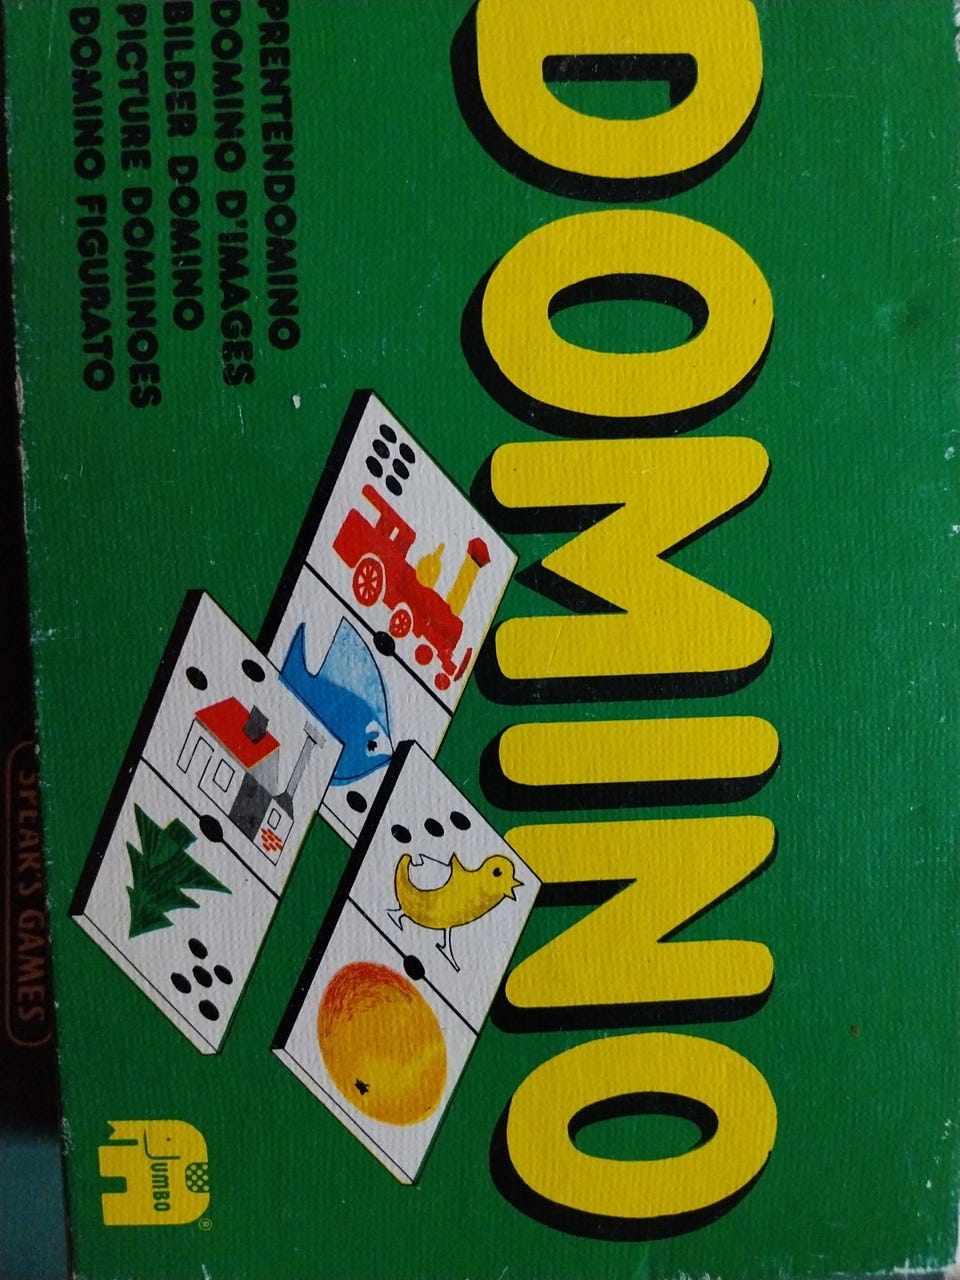 DOMINO
PRENTENDOMINO
DOMINO D'IMAGES
BILDER DOMINO
PICTURE DOMINOES
DOMINO FIGURATO
JUMBO
®
SPEAR'S GAMES